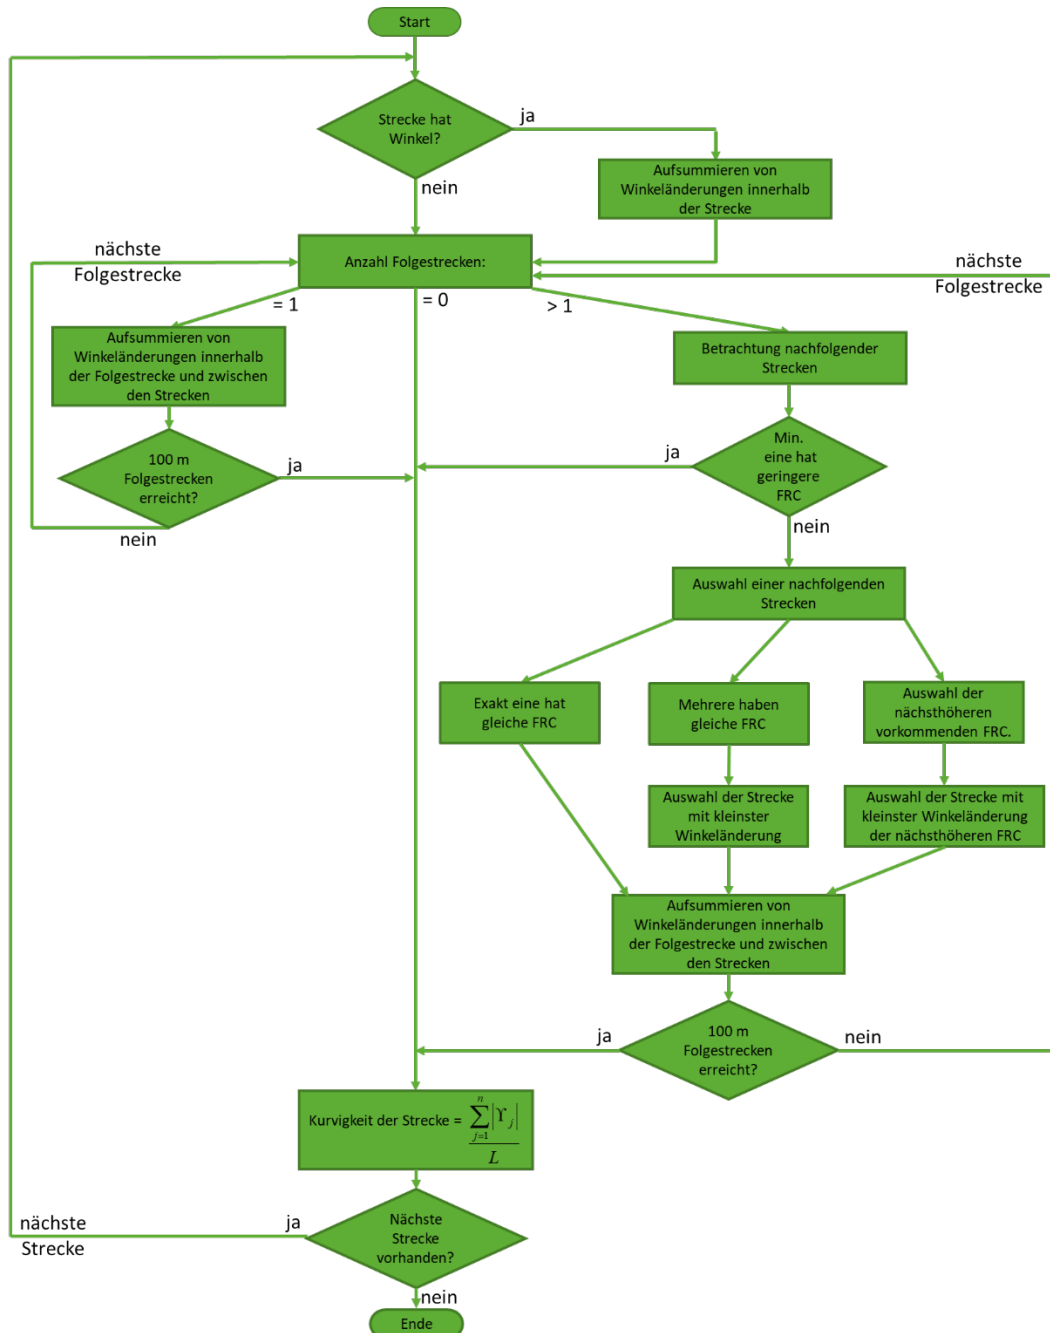 Start
Strecke hat
Winkel?
ja
nein
Aufsummieren von
Winkeländerungen innerhalb
der Strecke
nächste
Folgestrecke
Anzahl Folgestrecken:
nächste
Folgestrecke
= 1
= 0
> 1
Aufsummieren von
Winkeländerungen innerhalb
der Folgestrecke und zwischen
den Strecken
Betrachtung nachfolgender
Strecken
100 m
Folgestrecken
erreicht?
ja
nein
Min.
eine hat
geringere
FRC
ja
nein
Auswahl einer nachfolgenden
Strecken
Exakt eine hat
gleiche FRC
Mehrere haben
gleiche FRC
Auswahl der
nächsthöheren
vorkommenden FRC.
Auswahl der Strecke
mit kleinster
Winkeländerung
Auswahl der Strecke mit
kleinster Winkeländerung
der nächsthöheren FRC
Aufsummieren von
Winkeländerungen innerhalb
der Folgestrecke und zwischen
den Strecken
100 m
Folgestrecken
erreicht?
ja
nein
Kurvigkeit der Strecke = \frac{\sum_{j=1}^{n}|ϒ_j|}{L}
Nächste
Strecke
vorhanden?
ja
nächste
Strecke
nein
Ende